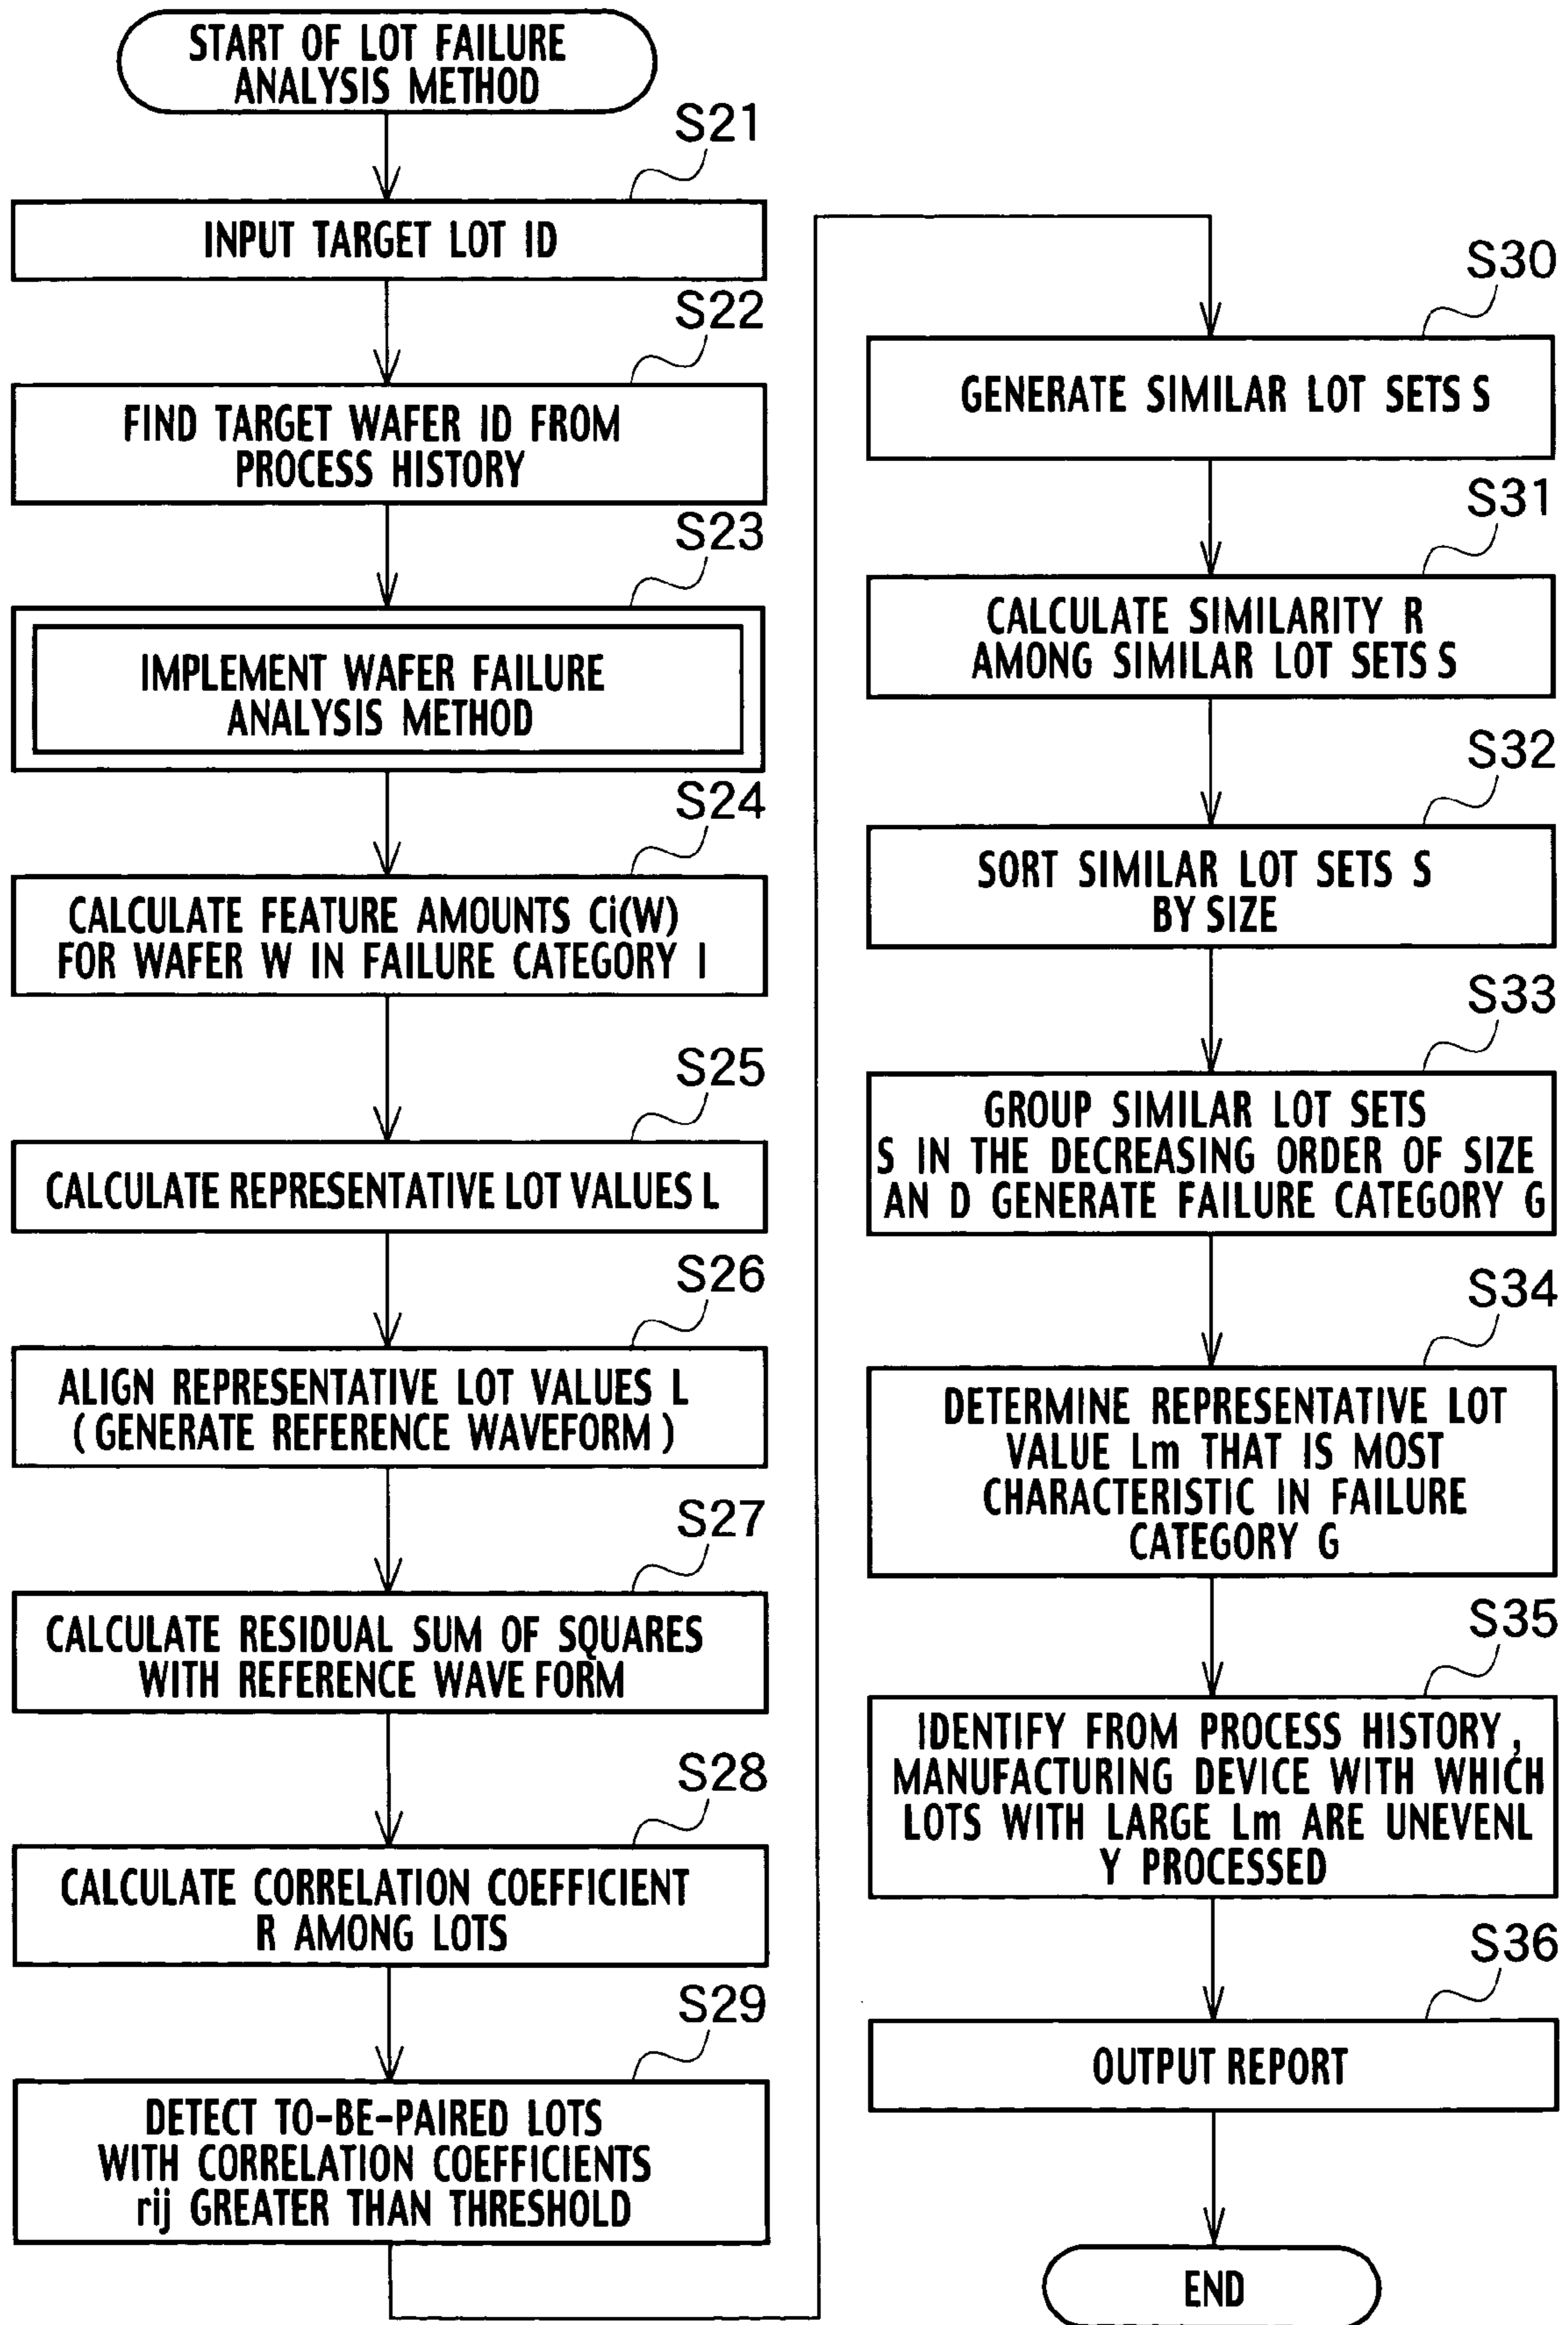 START OF LOT FAILURE
ANALYSIS METHOD
S21
INPUT TARGET LOT ID
S22
FIND TARGET WAFER ID FROM
PROCESS HISTORY
S23
IMPLEMENT WAFER FAILURE
ANALYSIS METHOD
S24
CALCULATE FEATURE AMOUNTS Ci(W)
FOR WAFER W IN FAILURE CATEGORY I
S25
CALCULATE REPRESENTATIVE LOT VALUES L
S26
ALIGN REPRESENTATIVE LOT VALUES L
( GENERATE REFERENCE WAVEFORM )
S27
CALCULATE RESIDUAL SUM OF SQUARES
WITH REFERENCE WAVE FORM
S28
CALCULATE CORRELATION COEFFICIENT
R AMONG LOTS
S29
DETECT TO-BE-PAIRED LOTS
WITH CORRELATION COEFFICIENTS
rij GREATER THAN THRESHOLD
S30
GENERATE SIMILAR LOT SETS S
S31
CALCULATE SIMILARITY R
AMONG SIMILAR LOT SETS S
S32
SORT SIMILAR LOT SETS S
BY SIZE
S33
GROUP SIMILAR LOT SETS
S IN THE DECREASING ORDER OF SIZE
AN D GENERATE FAILURE CATEGORY G
S34
DETERMINE REPRESENTATIVE LOT
VALUE Lm THAT IS MOST
CHARACTERISTIC IN FAILURE
CATEGORY G
S35
IDENTIFY FROM PROCESS HISTORY ,
MANUFACTURING DEVICE WITH WHICH
LOTS WITH LARGE Lm ARE UNEVENL
Y PROCESSED
S36
OUTPUT REPORT
END